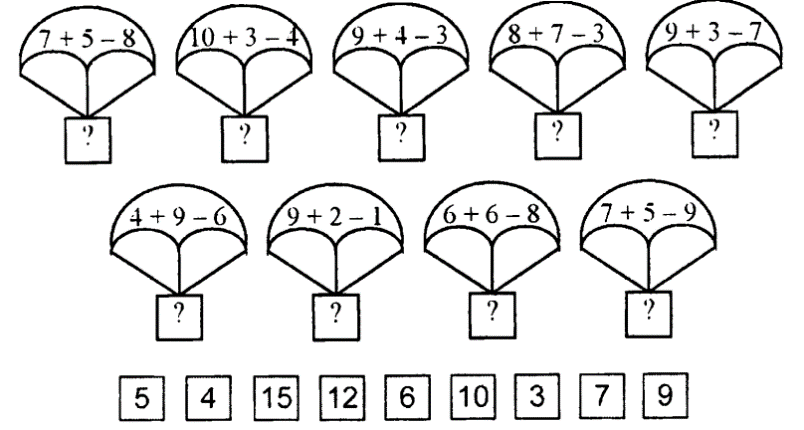 7 + 5 – 8 10 + 3 – 4 9 + 4 – 3 8 + 7 – 3 9 + 3 – 7
? ? ? ? ?
4 + 9 – 6 9 + 2 – 1 6 + 6 – 8 7 + 5 – 9
? ? ? ?
5 4 15 12 6 10 3 7 9